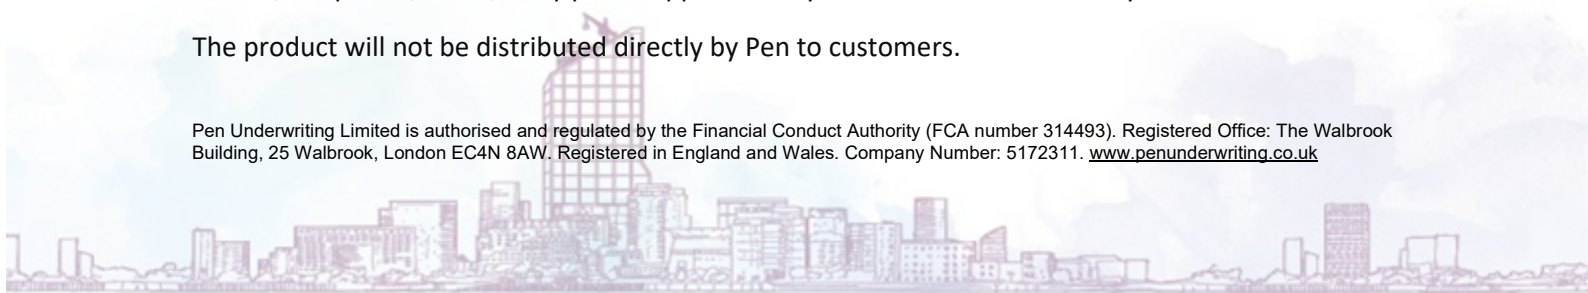 The product will not be distributed directly by Pen to customers.
Pen Underwriting Limited is authorised and regulated by the Financial Conduct Authority (FCA number 314493). Registered Office: The Walbrook
Building, 25 Walbrook, London EC4N 8AW. Registered in England and Wales. Company Number: 5172311. www.penunderwriting.co.uk